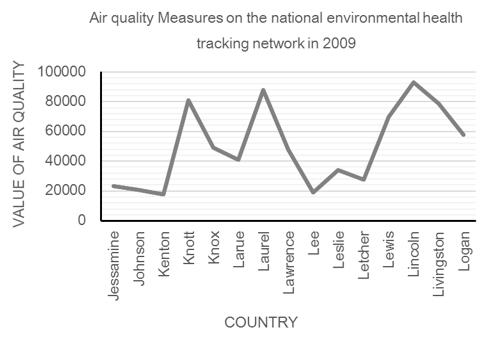 Air quality Measures on the national environmental health
tracking network in 2009
VALUE OF AIR QUALITY
100000
80000
60000
40000
20000
0
Jessamine
Johnson
Kenton
Knott
Knox
Larue
Laurel
Lawrence
Lee
Leslie
Letcher
Lewis
Lincoln
Livingston
Logan
COUNTRY